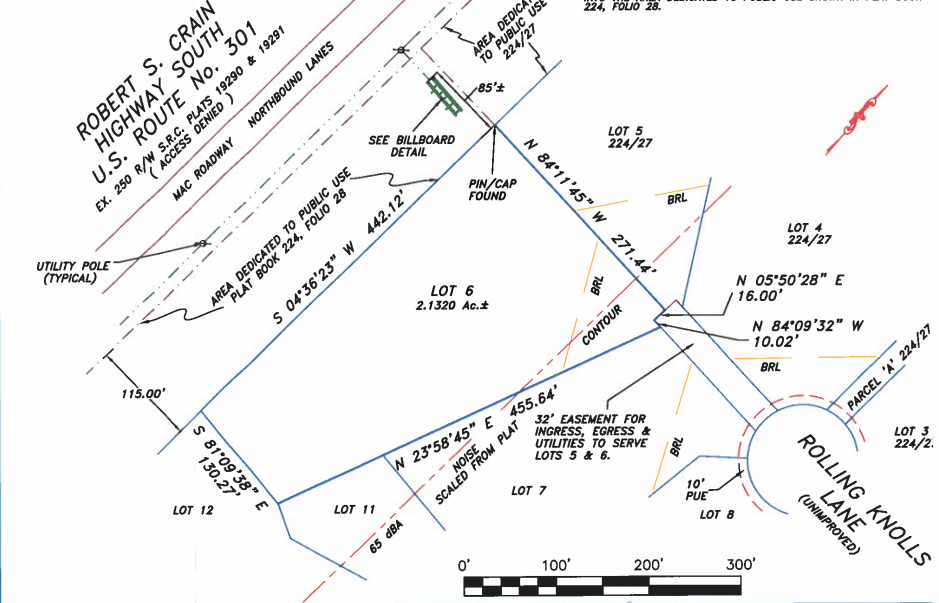 224, FOLIO 28.
ROBERT S. CRAIN
HIGHWAY SOUTH
U.S. ROUTE No. 301
EX. 250 R/W S.R.C. PLATS 19290 & 19291
( ACCESS DENIED )
MAC ROADWAY NORTHBOUND LANES
AREA DEDICATED
TO PUBLIC USE
224/27
85'±
SEE BILLBOARD
DETAIL
PIN/CAP
FOUND
LOT 5
224/27
N 84°11'45" W 271.44'
BRL
LOT 4
224/27
UTILITY POLE
(TYPICAL)
AREA DEDICATED TO PUBLIC USE
PLAT BOOK 224, FOLIO 28
S 04°36'23" W 442.12'
LOT 6
2.1320 Ac.±
BRL
CONTOUR
N 05°50'28" E
16.00'
N 84°09'32" W
10.02'
BRL
PARCEL 'A' 224/27
115.00'
S 81°09'38" E
130.27'
N 23°58'45" E 455.64'
NOISE
SCALED FROM PLAT
65 dBA
32' EASEMENT FOR
INGRESS, EGRESS &
UTILITIES TO SERVE
LOTS 5 & 6.
BRL
LOT 3
224/2
10'
PUE
ROLLING KNOLLS
LANE
(UNIMPROVED)
LOT 12
LOT 11
LOT 7
LOT 8
0' 100' 200' 300'